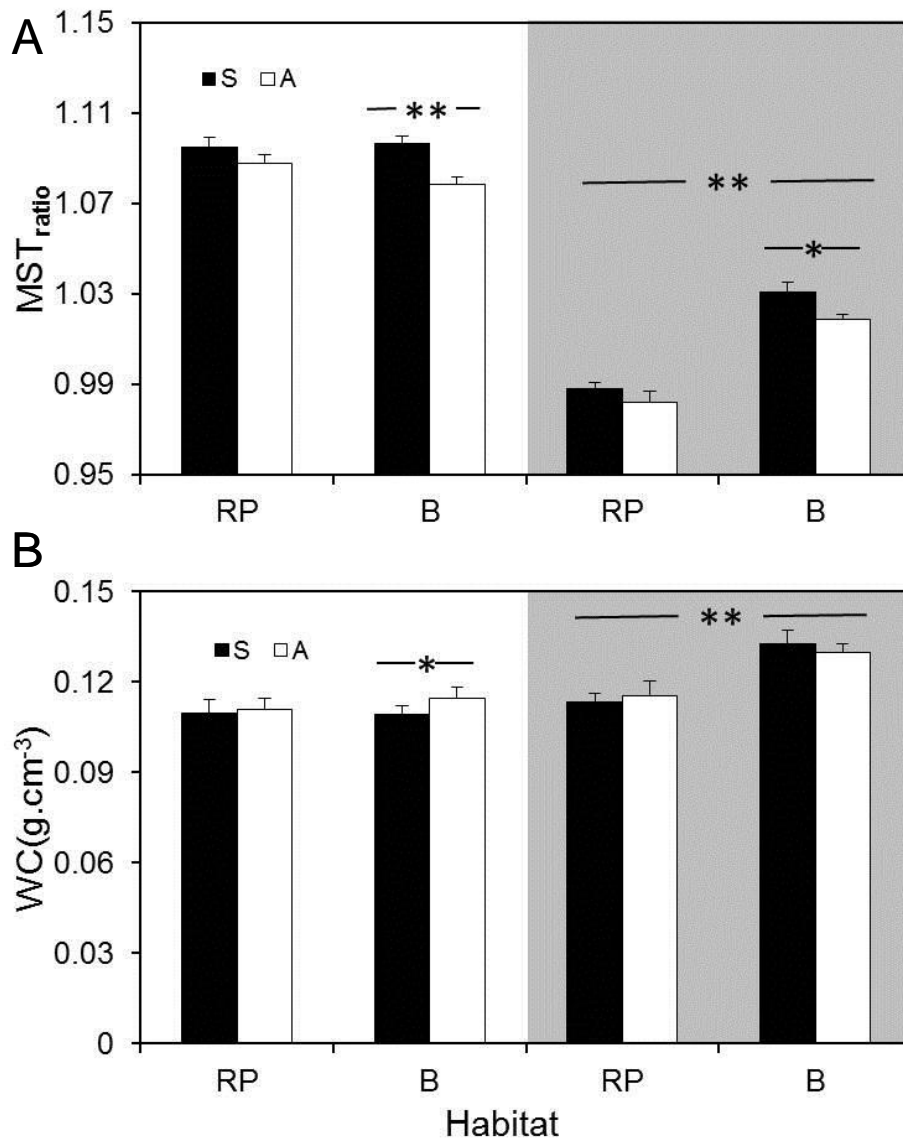 A
1.15
S A
1.11
**
1.07
**
*
1.03
0.99
0.95
MSTratio
RP B RP B
B
0.15
**
S A
*
0.12
0.09
0.06
0.03
0
WC(g.cm-3)
RP B RP B
Habitat